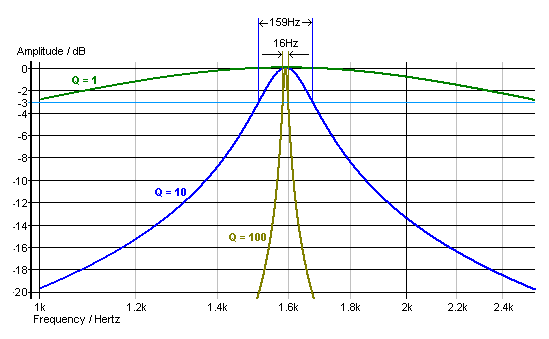 159Hz
16Hz
Amplitude / dB
0
Q = 1
-2
-3
-4
-6
-8
-10
Q = 10
-12
-14
Q = 100
-16
-18
-20
1k 1.2k 1.4k 1.6k 1.8k 2k 2.2k 2.4k
Frequency / Hertz